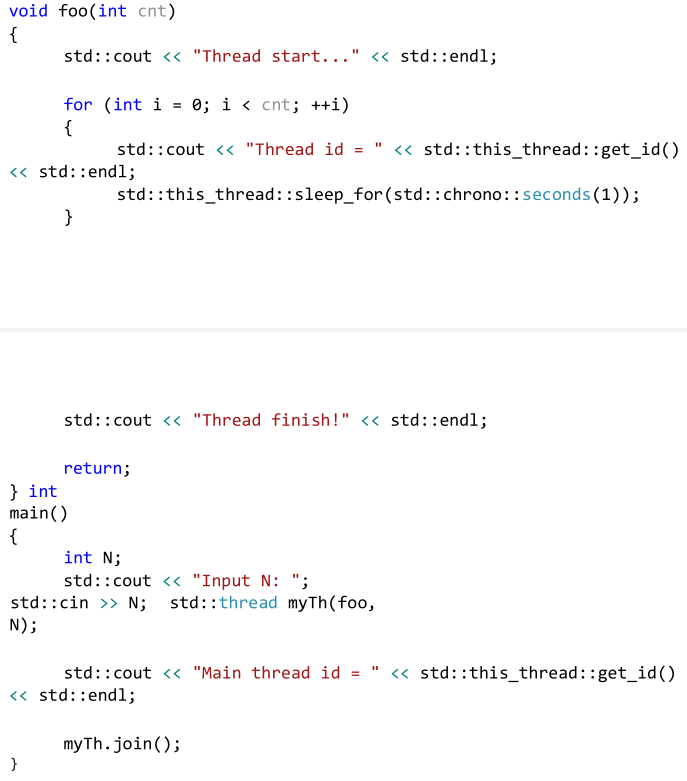 void foo(int cnt)
{
std::cout << "Thread start..." << std::endl;
for (int i = 0; i < cnt; ++i)
{
std::cout << "Thread id = " << std::this_thread::get_id()
<< std::endl;
std::this_thread::sleep_for(std::chrono::seconds(1));
}
std::cout << "Thread finish!" << std::endl;
return;
} int
main()
{
int N;
std::cout << "Input N: ";
std::cin >> N;  std::thread myTh(foo,
N);
std::cout << "Main thread id = " << std::this_thread::get_id()
<< std::endl;
myTh.join();
}